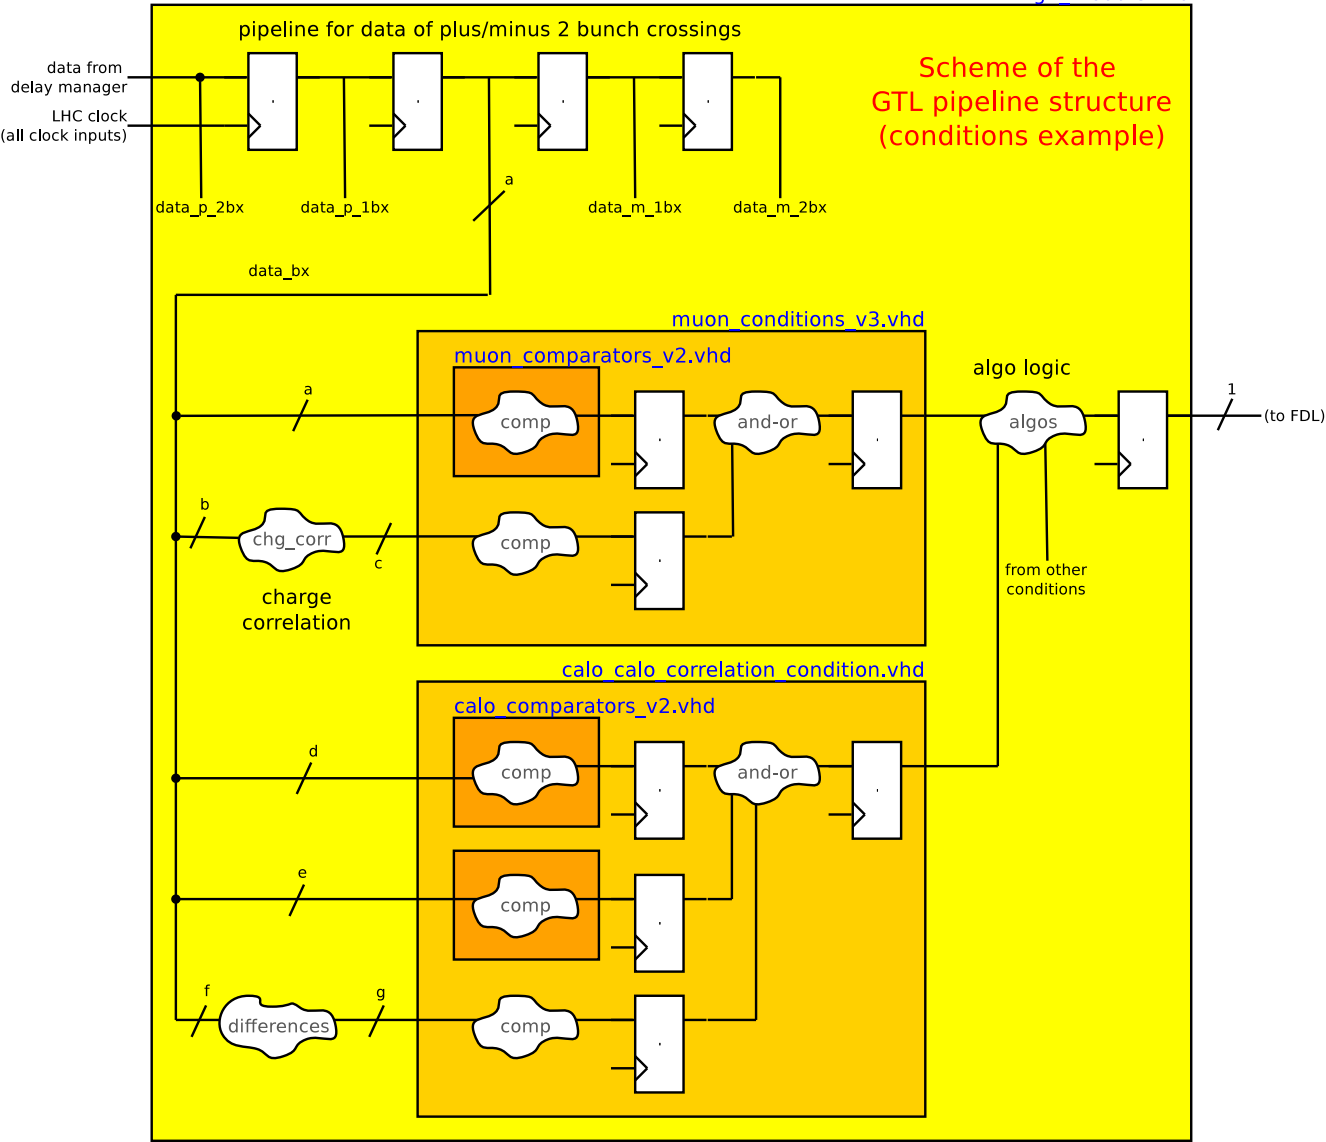 pipeline for data of plus/minus 2 bunch crossings
data from
delay manager
LHC clock
(all clock inputs)
Scheme of the
GTL pipeline structure
(conditions example)
a
data_p_2bx
data_p_1bx
data_m_1bx
data_m_2bx
data_bx
muon_conditions_v3.vhd
muon_comparators_v2.vhd
algo logic
a
comp
and-or
algos
1
(to FDL)
b
chg_corr
c
comp
from other
conditions
charge
correlation
calo_calo_correlation_condition.vhd
calo_comparators_v2.vhd
d
comp
and-or
e
comp
f
differences
g
comp